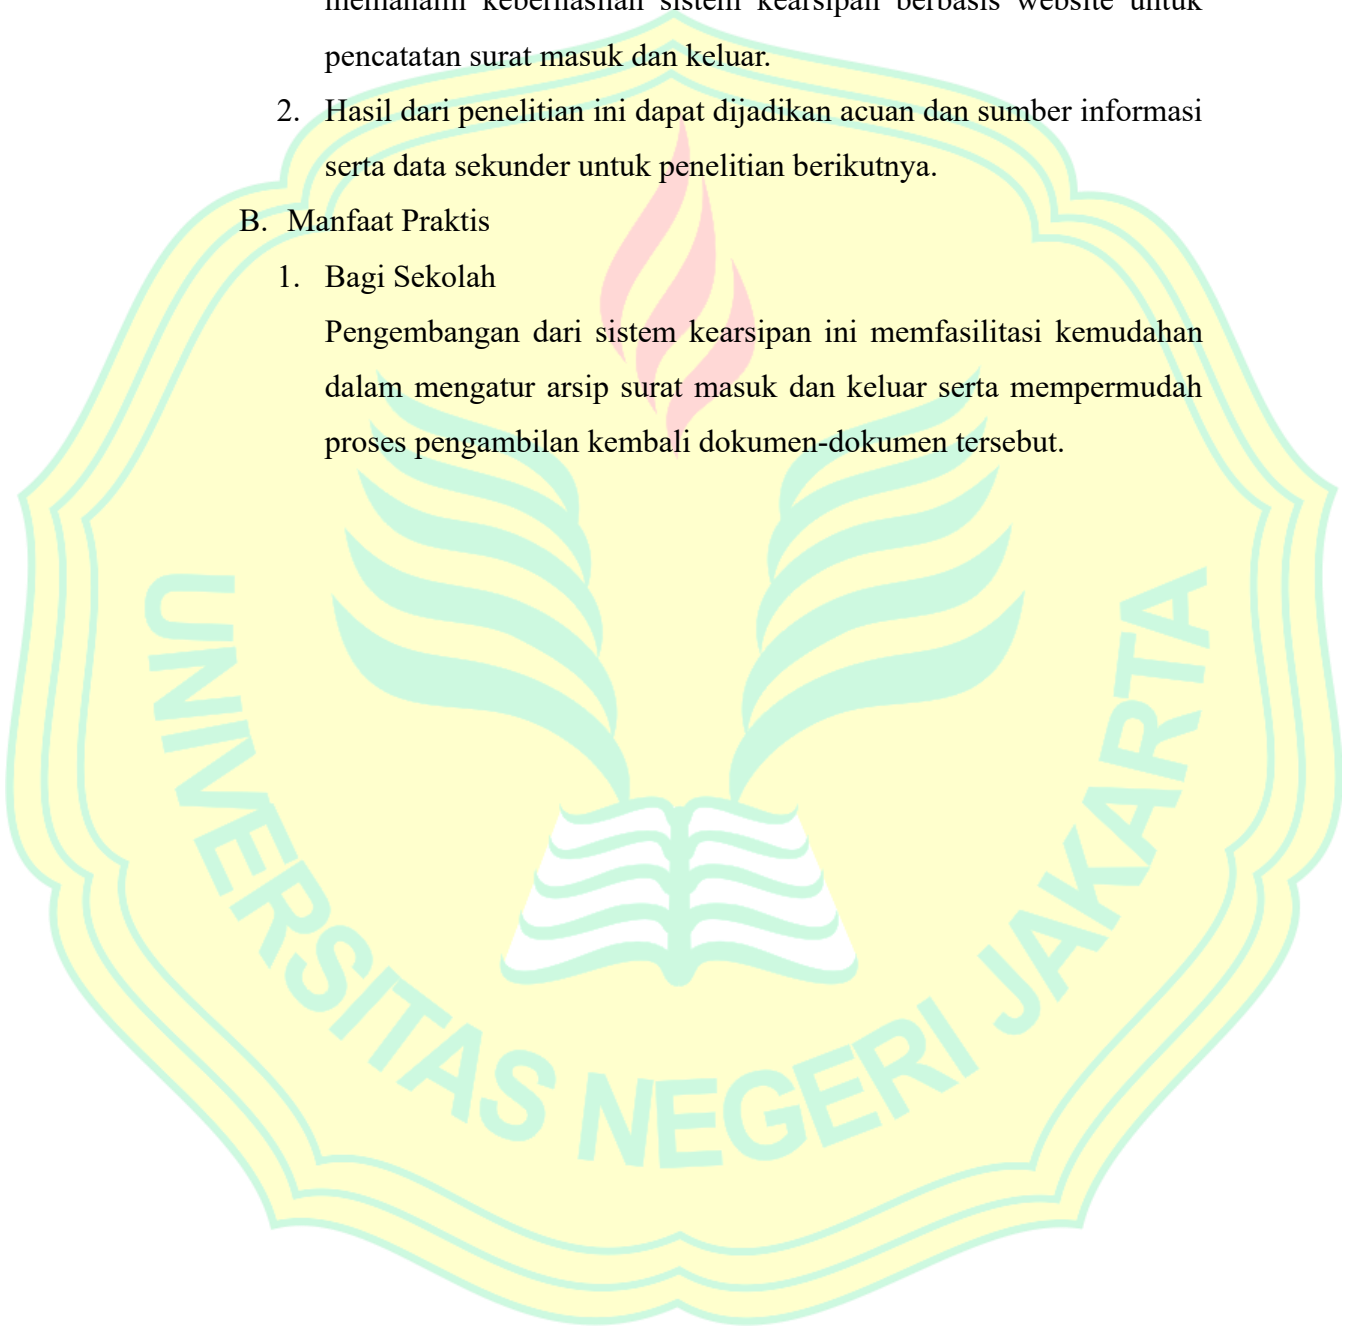 memahami keberhasilan sistem kearsipan berbasis website untuk
pencatatan surat masuk dan keluar.
2. Hasil dari penelitian ini dapat dijadikan acuan dan sumber informasi
serta data sekunder untuk penelitian berikutnya.
B. Manfaat Praktis
1. Bagi Sekolah
Pengembangan dari sistem kearsipan ini memfasilitasi kemudahan
dalam mengatur arsip surat masuk dan keluar serta mempermudah
proses pengambilan kembali dokumen-dokumen tersebut.
UNIVERSITAS NEGERI JAKARTA